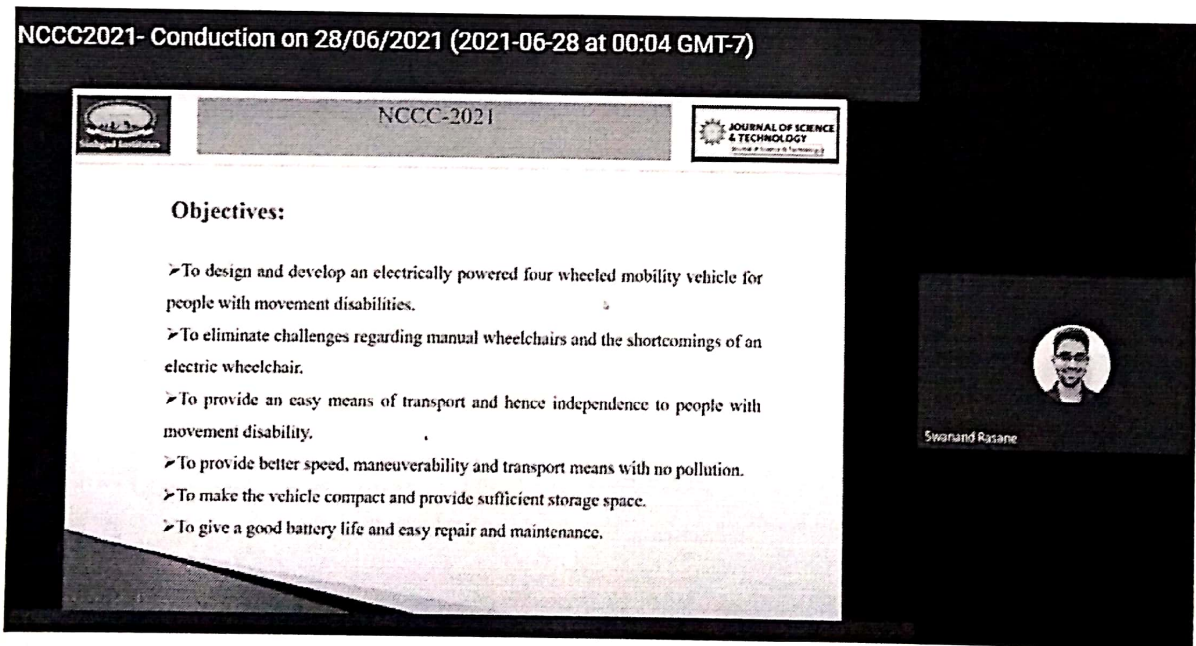 NCCC2021- Conduction on 28/06/2021 (2021-06-28 at 00:04 GMT-7)
NCCC-2021
Sinhgad Institutes
JOURNAL OF SCIENCE
& TECHNOLOGY
Objectives:
➢To design and develop an electrically powered four wheeled mobility vehicle for
people with movement disabilities.
➢To eliminate challenges regarding manual wheelchairs and the shortcomings of an
electric wheelchair.
➢To provide an easy means of transport and hence independence to people with
movement disability.
➢To provide better speed, maneuverability and transport means with no pollution.
➢To make the vehicle compact and provide sufficient storage space.
➢To give a good battery life and easy repair and maintenance.
Swanand Rasane